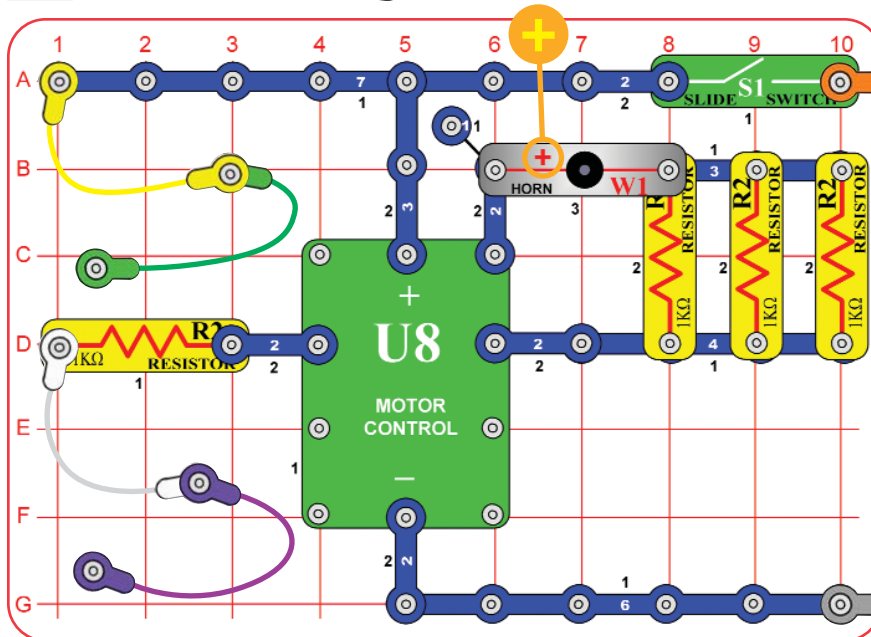 1 2 3 4 5 6 7 8 9 10
+
A 7 2 S1
1 2 SLIDE SWITCH
1
11
B + 1
3
HORN W1 R2 R2
2 3 2 2 3 RESISTOR RESISTOR RESISTOR
2
C 2 2 2
+ 1KΩ 1KΩ 1KΩ
D R2 2 U8 2 4
1KΩ RESISTOR 2 2 1
1
MOTOR
E CONTROL
1
–
F
2 2 1
G 6